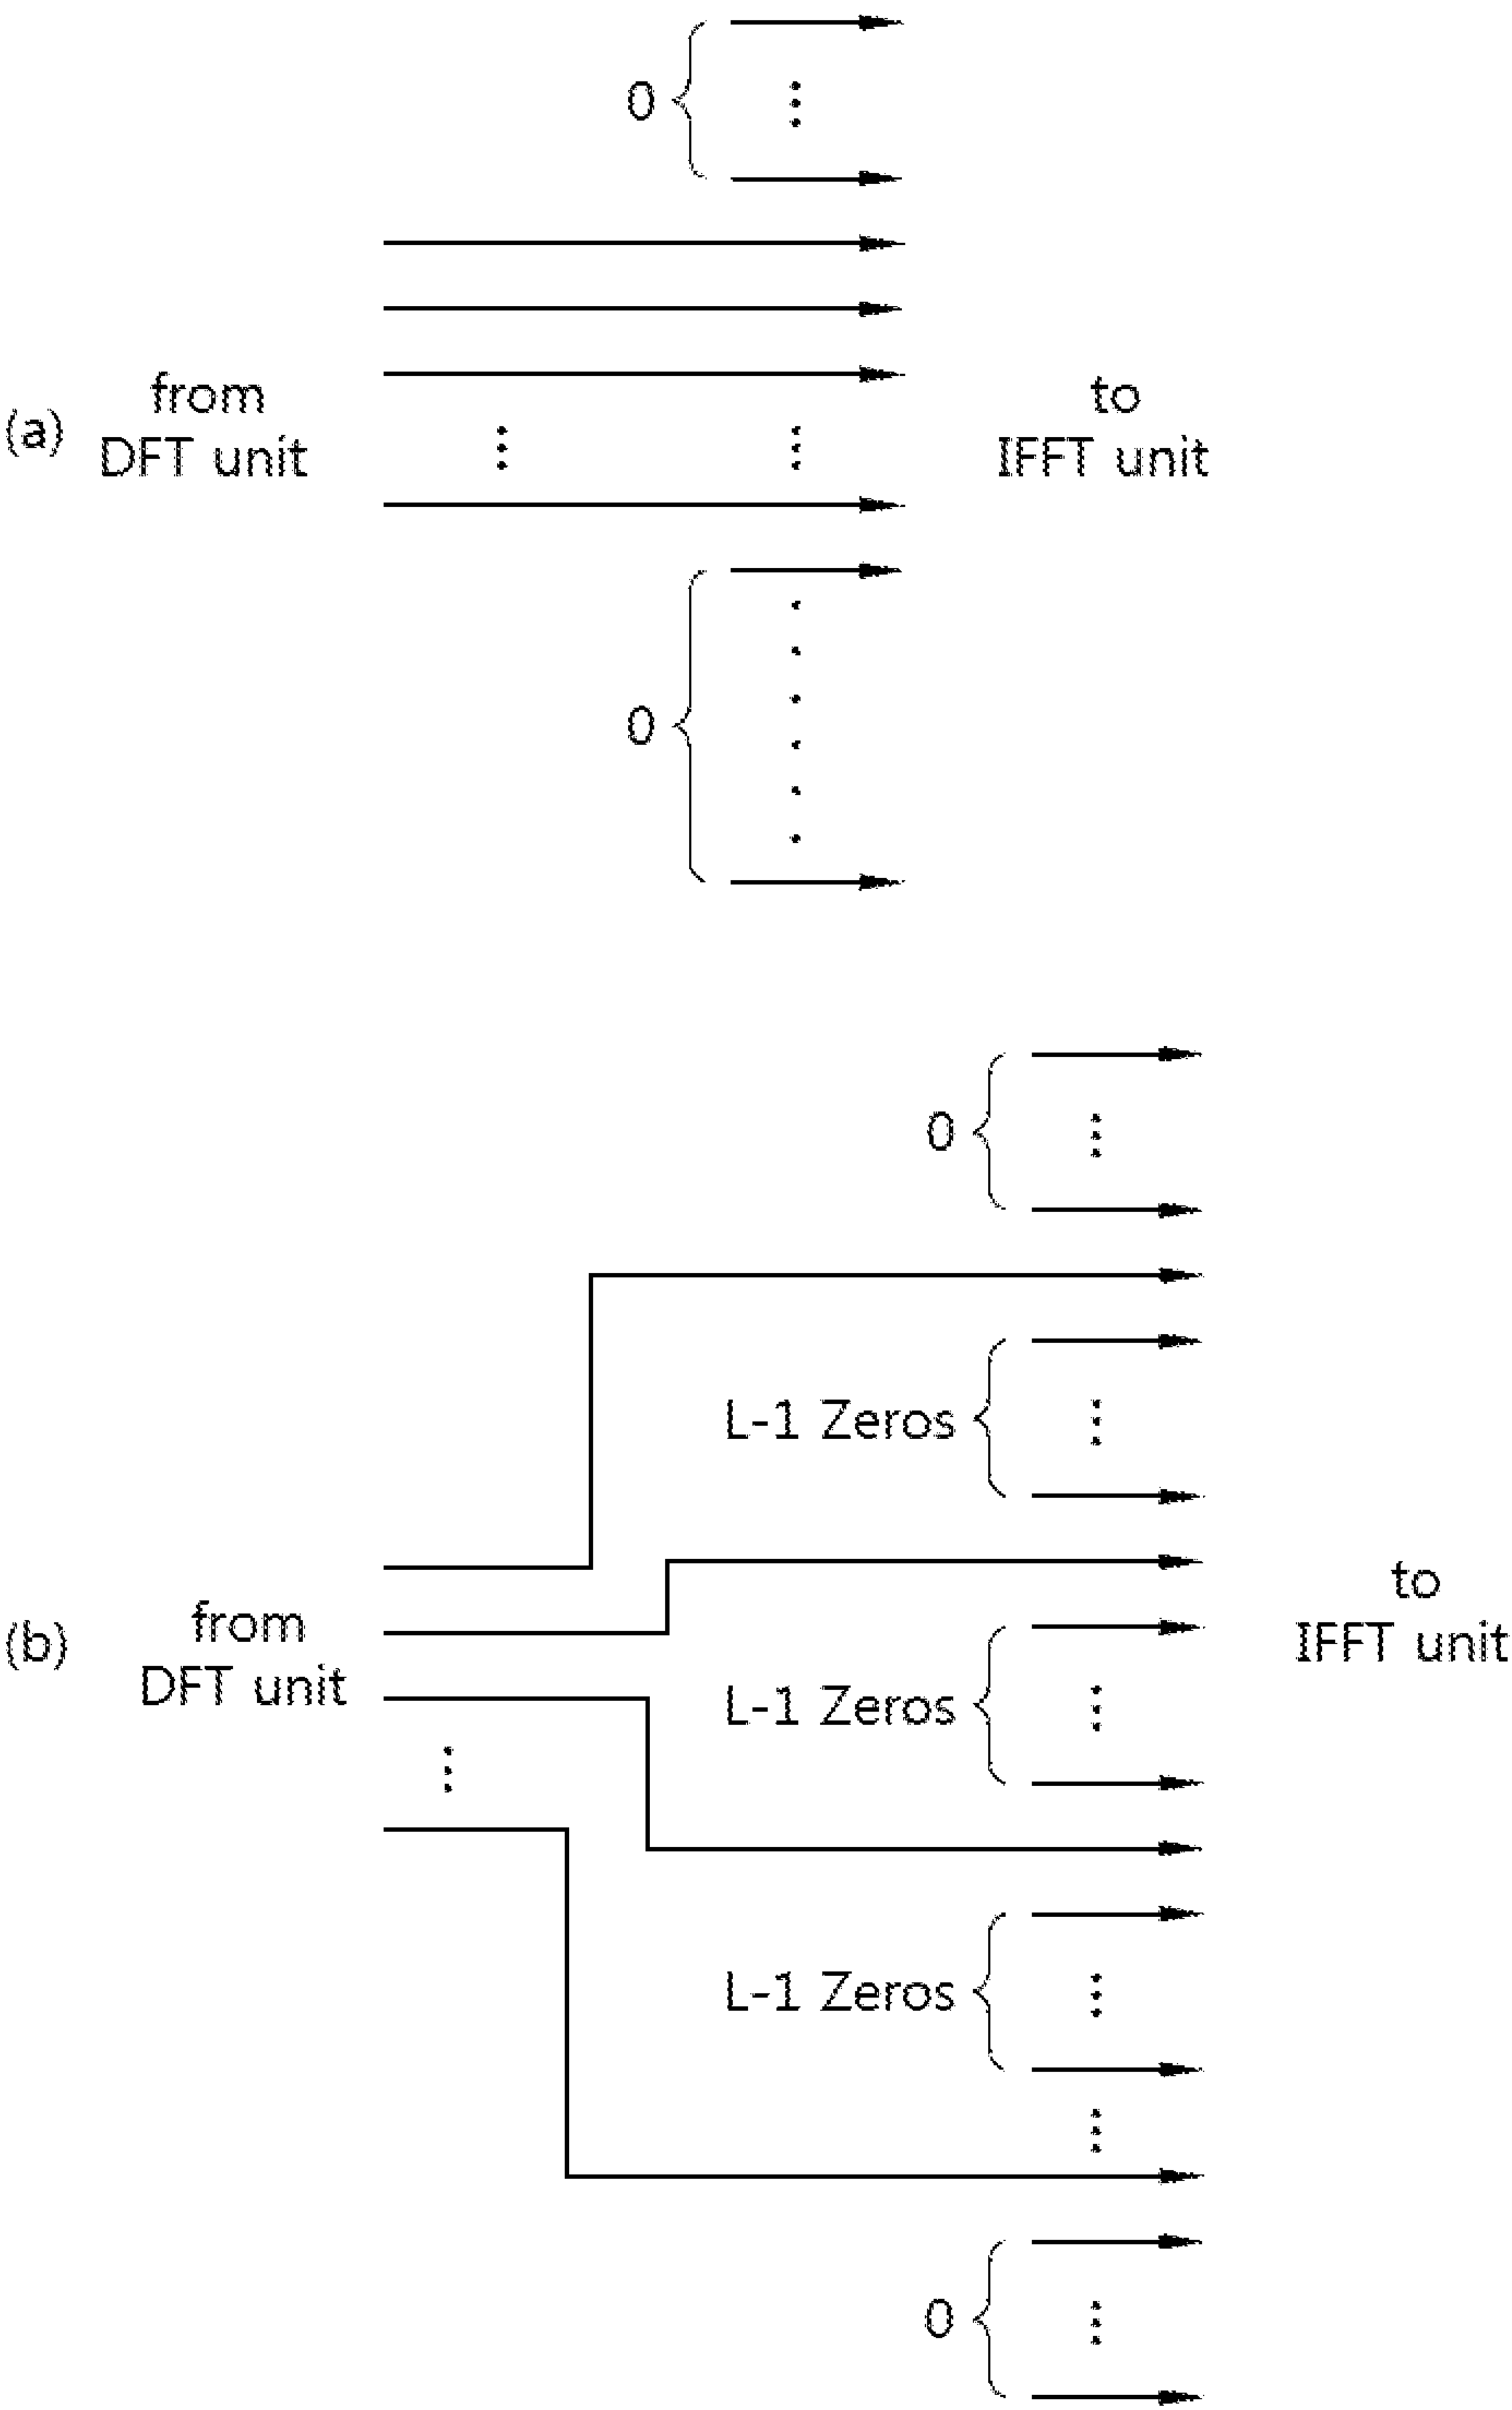 0
(a)
from
DFT unit
to
IFFT unit
0
0
L-1 Zeros
(b)
from
DFT unit
to
IFFT unit
L-1 Zeros
L-1 Zeros
0